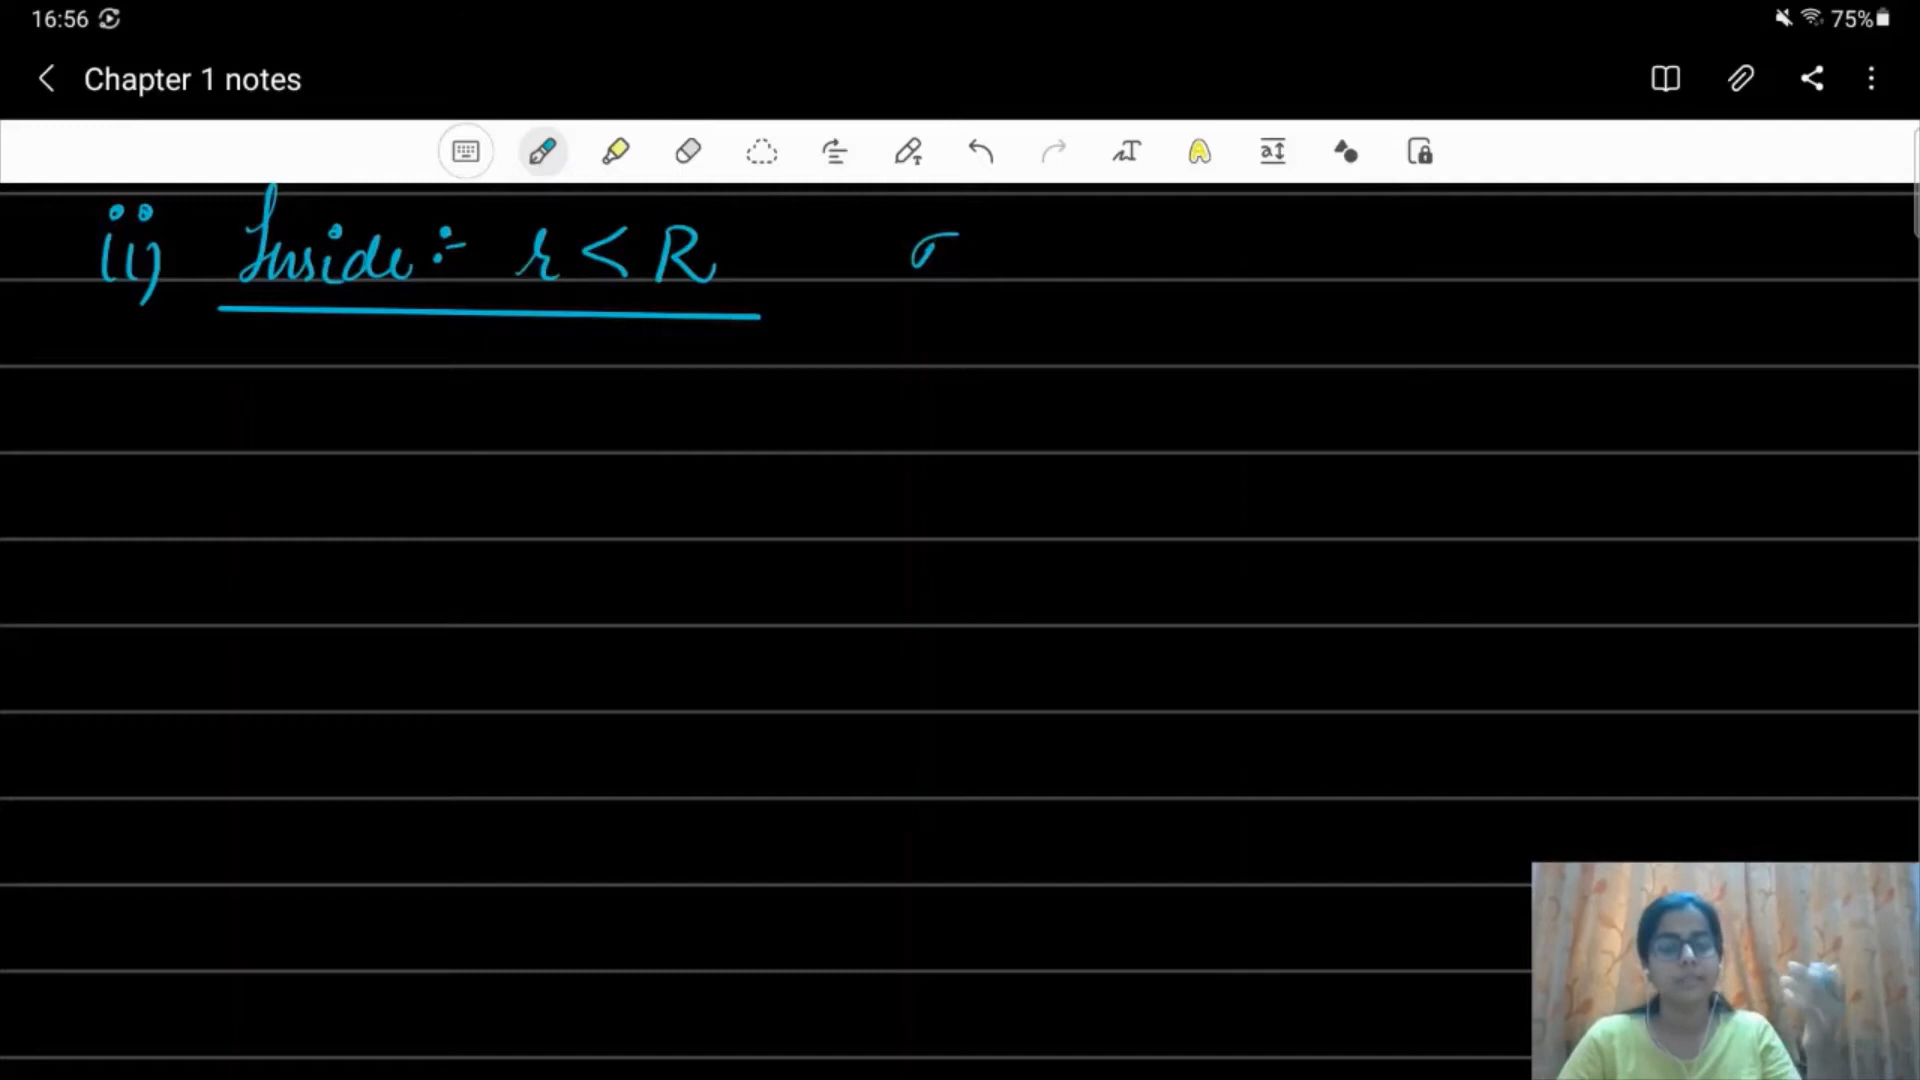 16:56 75%
Chapter 1 notes
(ii) Inside :- r < R σ